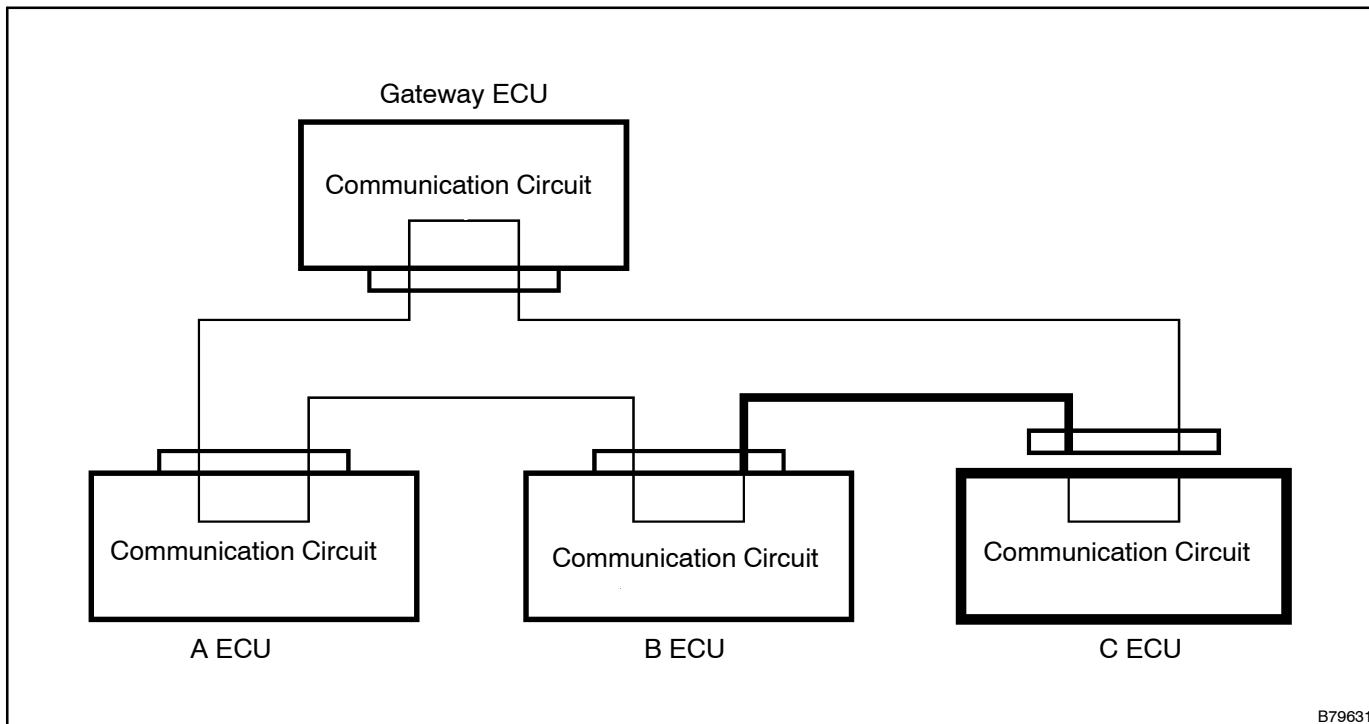 Gateway ECU
Communication Circuit
Communication Circuit
Communication Circuit
Communication Circuit
A ECU
B ECU
C ECU
B79631